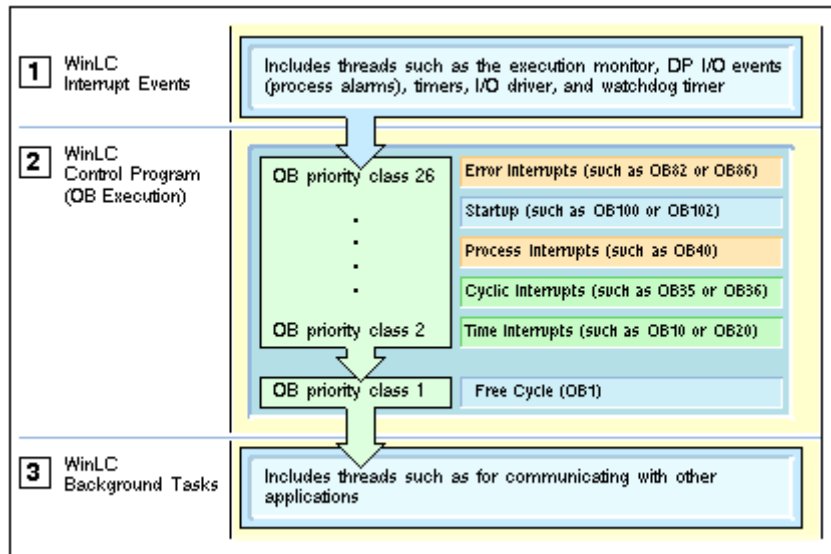 1 WinLC
Interrupt Events
Includes threads such as the execution monitor, DP I/O events
(process alarms), timers, I/O driver, and watchdog timer
2 WinLC
Control Program
(OB Execution)
OB priority class 26
Error Interrupts (such as OB82 or OB86)
Startup (such as OB100 or OB102)
Process Interrupts (such as OB40)
Cyclic Interrupts (such as OB35 or OB36)
OB priority class 2
Time Interrupts (such as OB10 or OB20)
OB priority class 1
Free Cycle (OB1)
3 WinLC
Background Tasks
Includes threads such as for communicating with other
applications